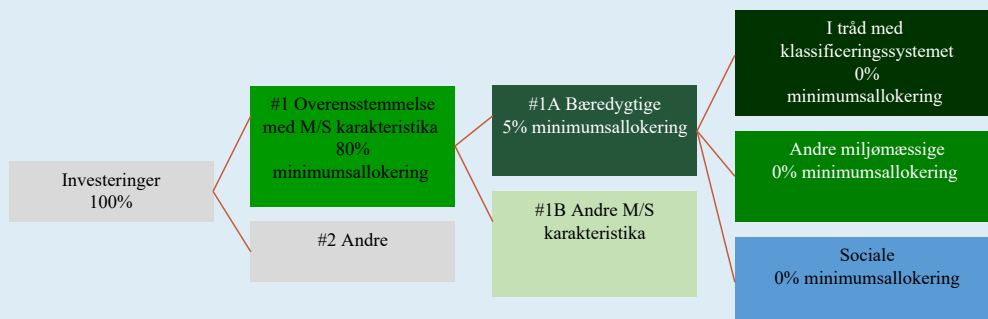 Investeringer
100%
#1 Overensstemmelse
med M/S karakteristika
80%
minimumsallokering
#2 Andre
#1A Bæredygtige
5% minimumsallokering
#1B Andre M/S
karakteristika
I tråd med
klassificeringssystemet
0%
minimumsallokering
Andre miljømæssige
0% minimumsallokering
Sociale
0% minimumsallokering